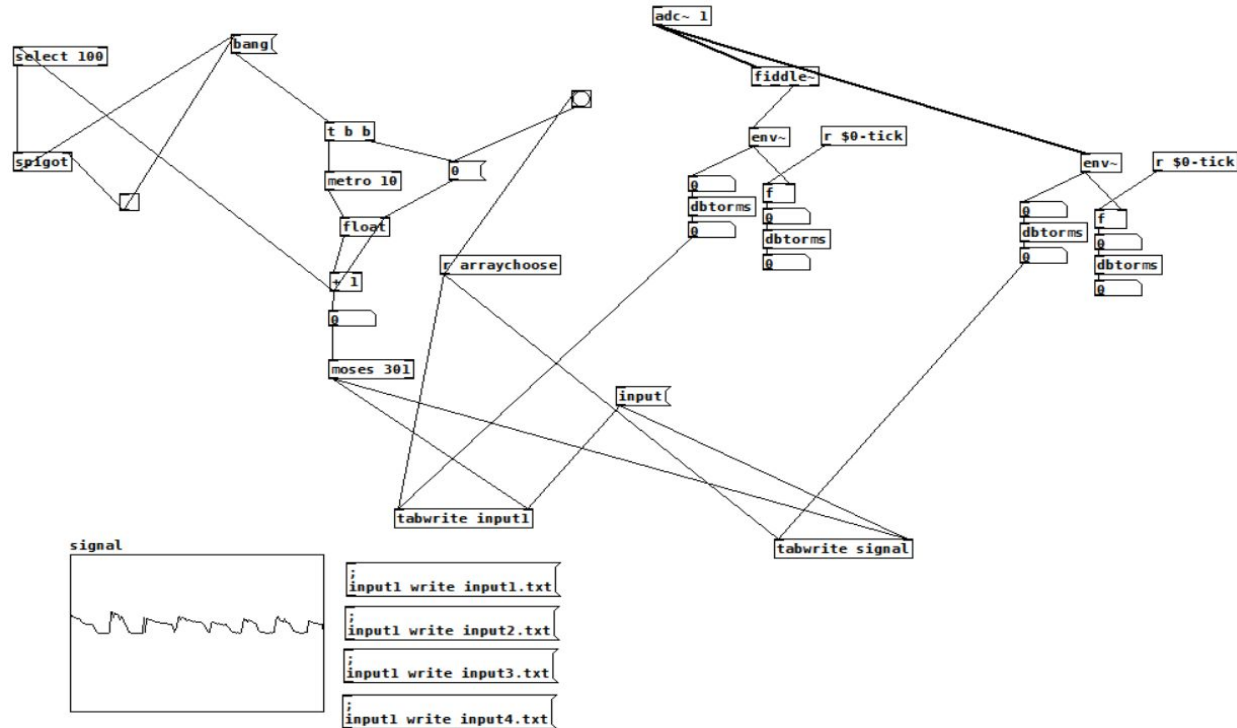 adc~ 1
select 100
bang
fiddle~
t b b
env~
r $0-tick
spigot
0
env~
r $0-tick
metro 10
0
f
dbtorms
0
0
f
float
0
dbtorms
0
dbtorms
0
0
dbtorms
0
r arraychoose
+ 1
0
moses 301
input
tabwrite input1
tabwrite signal
signal
;
input1 write input1.txt
;
input1 write input2.txt
;
input1 write input3.txt
;
input1 write input4.txt